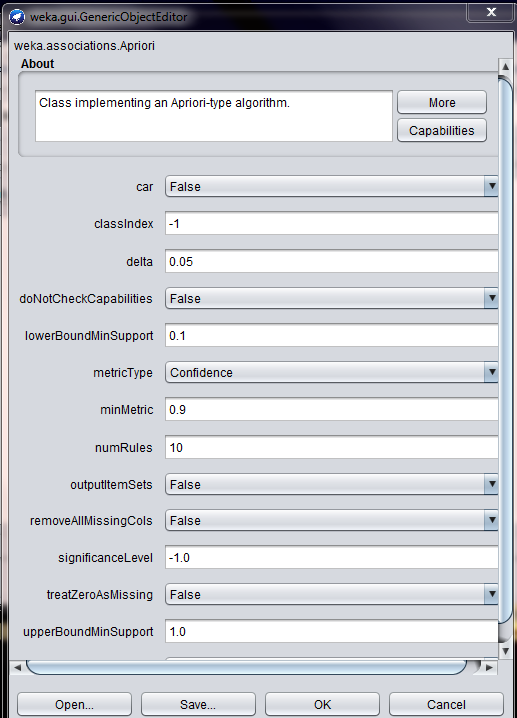 weka.gui.GenericObjectEditor
weka.associations.Apriori
About
Class implementing an Apriori-type algorithm.
More
Capabilities
car False
classIndex -1
delta 0.05
doNotCheckCapabilities False
lowerBoundMinSupport 0.1
metricType Confidence
minMetric 0.9
numRules 10
outputItemSets False
removeAllMissingCols False
significanceLevel -1.0
treatZeroAsMissing False
upperBoundMinSupport 1.0
Open... Save... OK Cancel